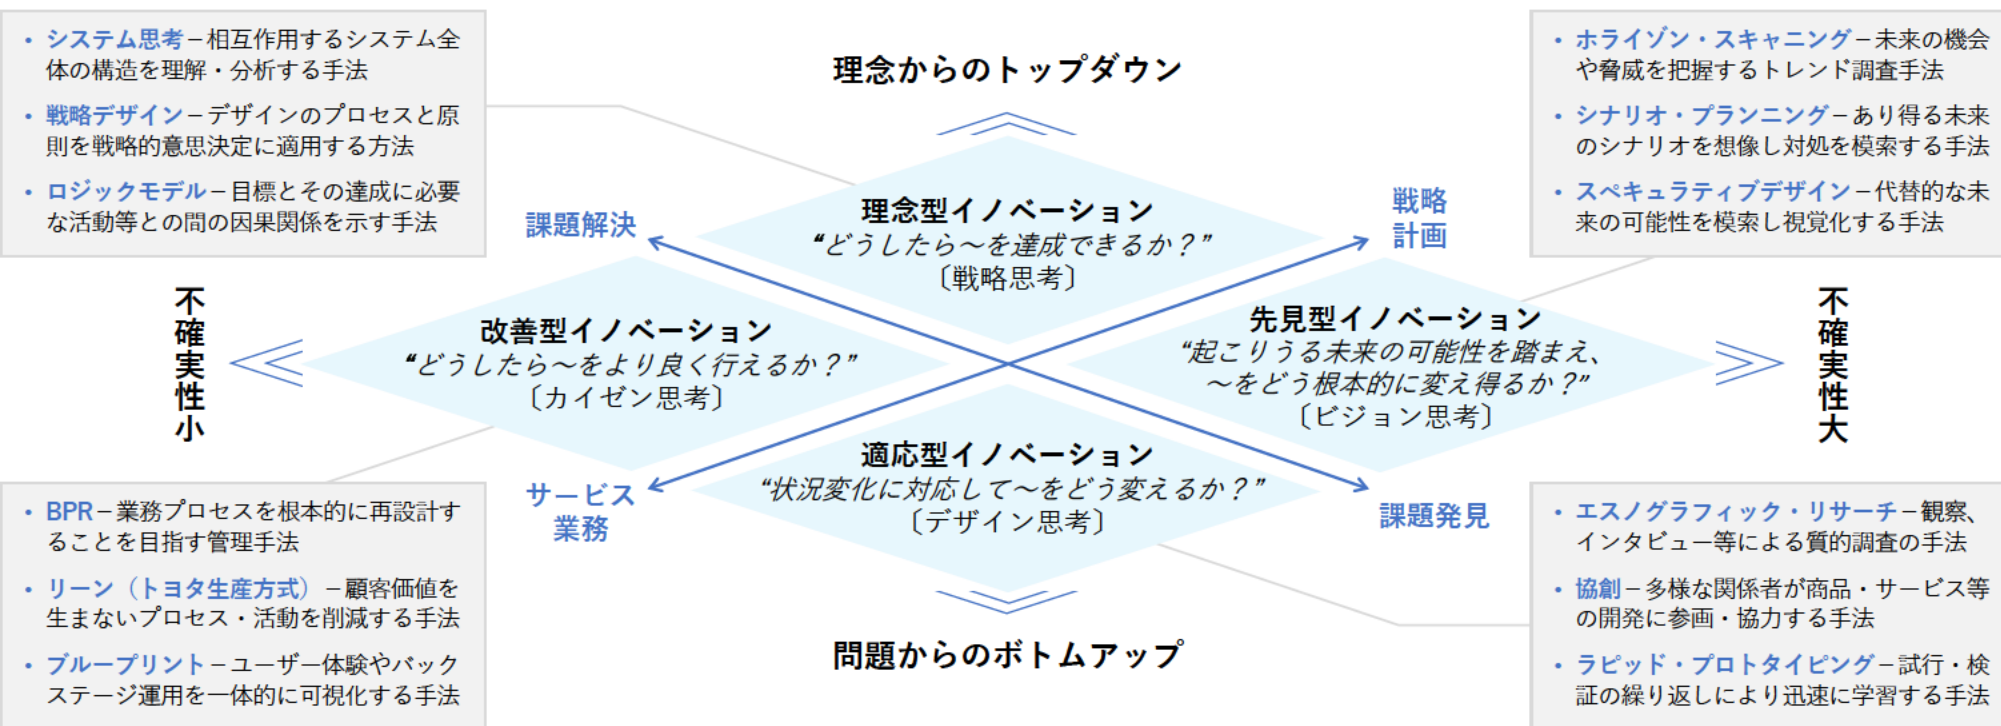 • システム思考－相互作用するシステム全
体の構造を理解・分析する手法
• 戦略デザイン－デザインのプロセスと原
則を戦略的意思決定に適用する方法
• ロジックモデル－目標とその達成に必要
な活動等との間の因果関係を示す手法
理念からのトップダウン
• ホライゾン・スキャニング－未来の機会
や脅威を把握するトレンド調査手法
• シナリオ・プランニング－あり得る未来
のシナリオを想像し対処を模索する手法
• スペキュラティブデザイン－代替的な未
来の可能性を模索し視覚化する手法
課題解決
理念型イノベーション
“どうしたら～を達成できるか？”
〔戦略思考〕
戦略
計画
不確実性小
改善型イノベーション
“どうしたら～をより良く行えるか？”
〔カイゼン思考〕
先見型イノベーション
“起こりうる未来の可能性を踏まえ、
～をどう根本的に変え得るか？”
〔ビジョン思考〕
不確実性大
適応型イノベーション
“状況変化に対応して～をどう変えるか？”
〔デザイン思考〕
サービス
業務
課題発見
• BPR－業務プロセスを根本的に再設計す
ることを目指す管理手法
• リーン（トヨタ生産方式）－顧客価値を
生まないプロセス・活動を削減する手法
• ブループリント－ユーザー体験やバック
ステージ運用を一体的に可視化する手法
問題からのボトムアップ
• エスノグラフィック・リサーチ－観察、
インタビュー等による質的調査の手法
• 協創－多様な関係者が商品・サービス等
の開発に参画・協力する手法
• ラピッド・プロトタイピング－試行・検
証の繰り返しにより迅速に学習する手法